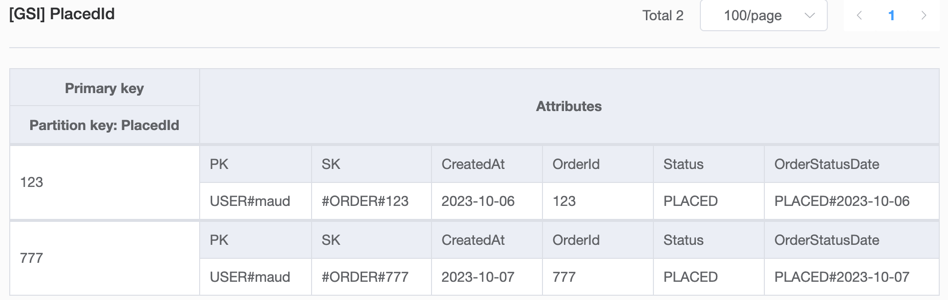 [GSI] PlacedId Total 2 100/page < 1 >
Primary key
Attributes
Partition key: PlacedId
PK SK CreatedAt OrderId Status OrderStatusDate
123
USER#maud #ORDER#123 2023-10-06 123 PLACED PLACED#2023-10-06
PK SK CreatedAt OrderId Status OrderStatusDate
777
USER#maud #ORDER#777 2023-10-07 777 PLACED PLACED#2023-10-07